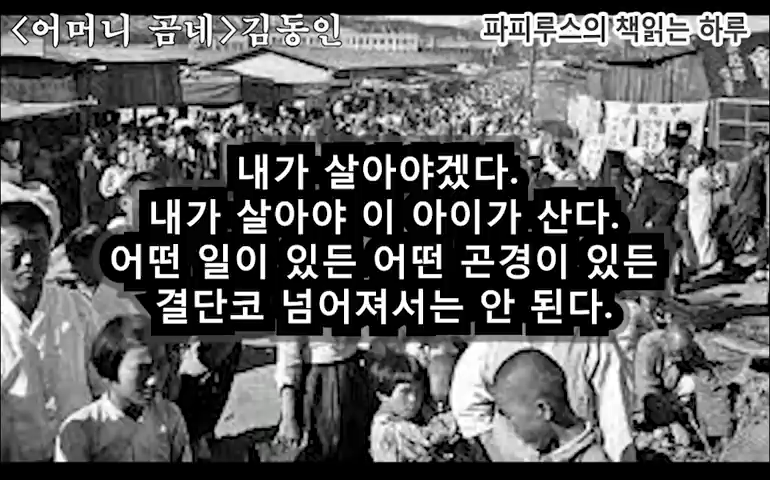 <어머니 곰네>김동인
파피루스의 책읽는 하루
내가 살아야겠다.
내가 살아야 이 아이가 산다.
어떤 일이 있든 어떤 곤경이 있든
결단코 넘어져서는 안 된다.